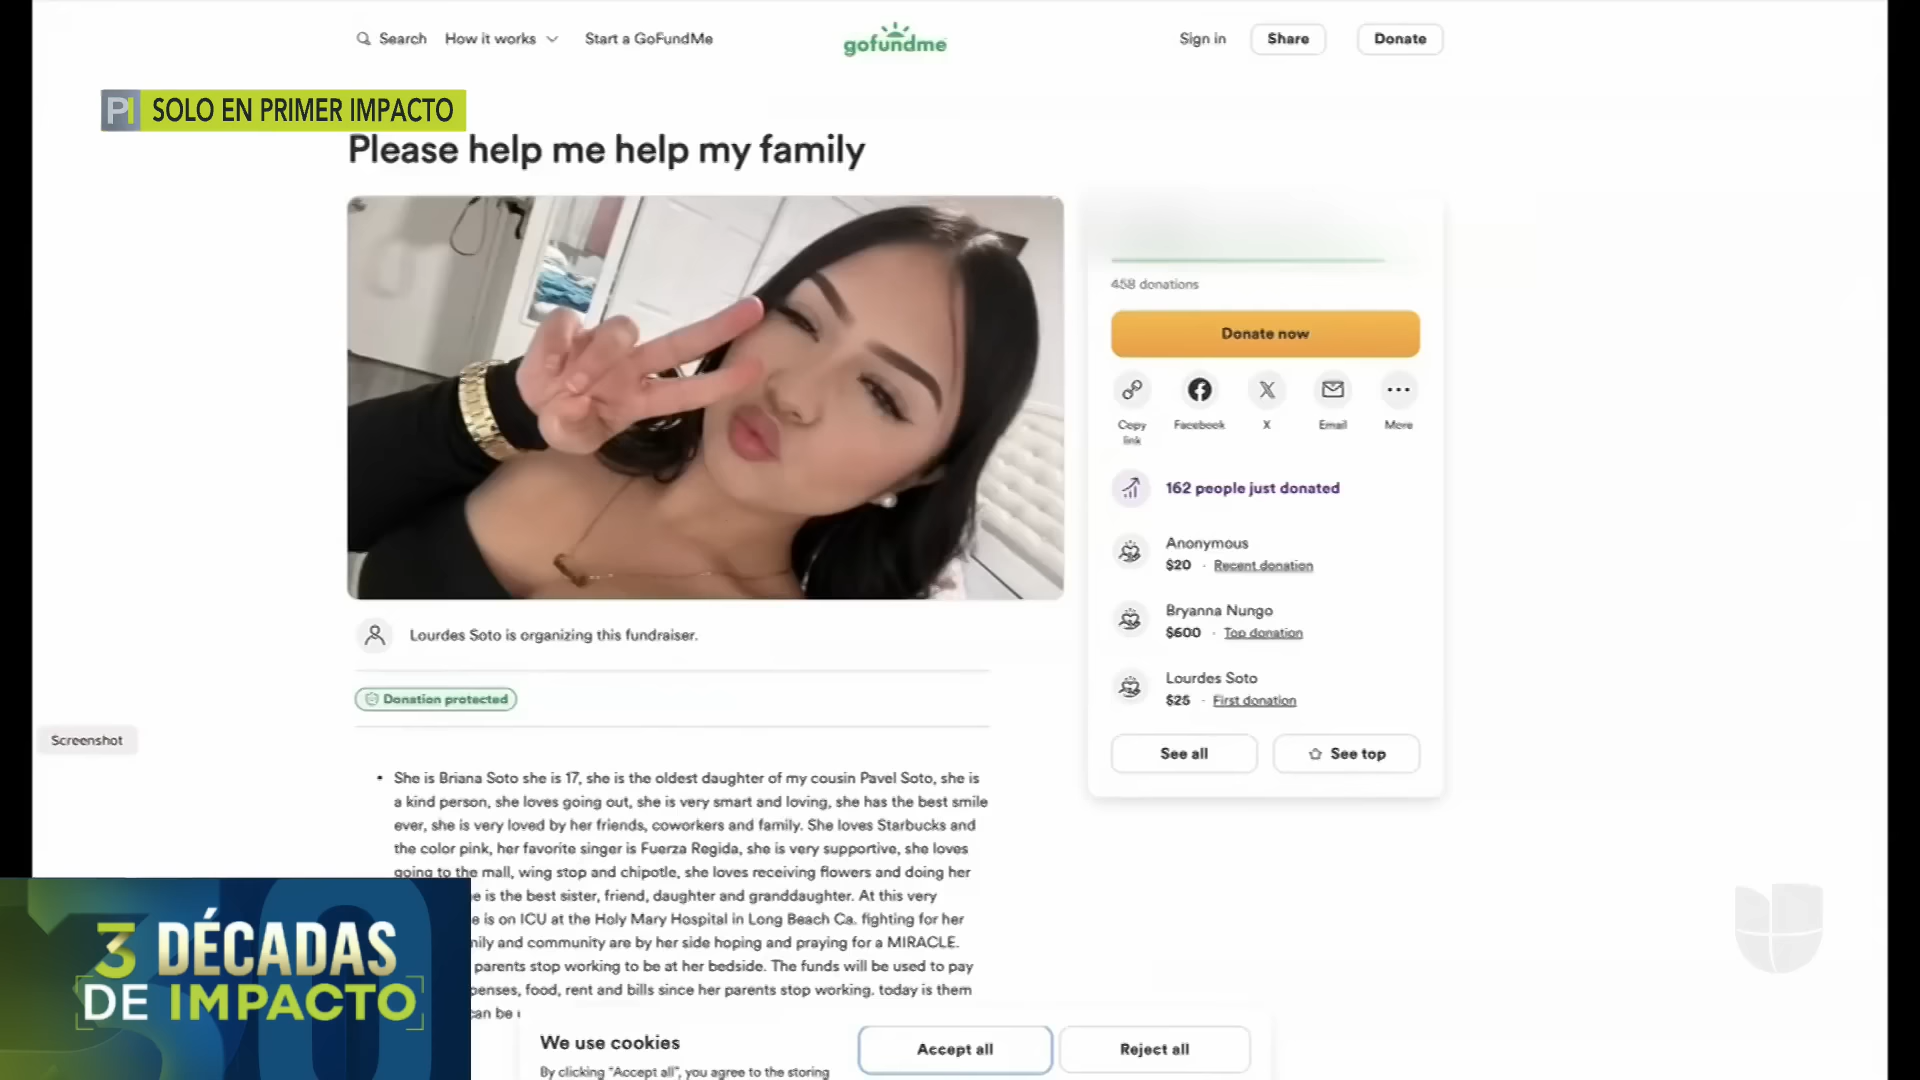 Search How it works Start a GoFundMe gofundme Sign in Share Donate
PI SOLO EN PRIMER IMPACTO
Please help me help my family
458 donations
Donate now
Copy link Facebook X Email More
162 people just donated
Anonymous
$20 · Recent donation
Bryanna Nungo
$600 · Top donation
Lourdes Soto
$25 · First donation
See all See top
Lourdes Soto is organizing this fundraiser.
Donation protected
Screenshot
• She is Briana Soto she is 17, she is the oldest daughter of my cousin Pavel Soto, she is
a kind person, she loves going out, she is very smart and loving, she has the best smile
ever, she is very loved by her friends, coworkers and family. She loves Starbucks and
the color pink, her favorite singer is Fuerza Regida, she is very supportive, she loves
going to the mall, wing stop and chipotle, she loves receiving flowers and doing her
is the best sister, friend, daughter and granddaughter. At this very
is on ICU at the Holy Mary Hospital in Long Beach Ca. fighting for her
and community are by her side hoping and praying for a MIRACLE.
parents stop working to be at her bedside. The funds will be used to pay
food, rent and bills since her parents stop working. today is them
can be
3 DÉCADAS
DE IMPACTO
We use cookies
By clicking "Accept all", you agree to the storing
Accept all Reject all